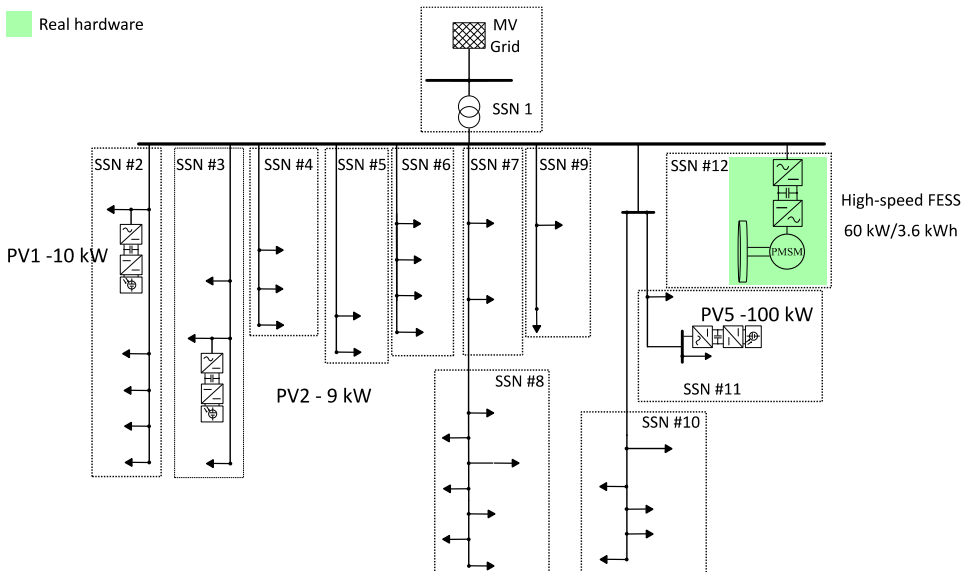 Real hardware
MV
Grid
SSN 1
SSN #2
SSN #3
SSN #4
SSN #5
SSN #6
SSN #7
SSN #9
SSN #12
High-speed FESS
60 kW/3.6 kWh
PMSM
PV1 -10 kW
PV5 -100 kW
PV2 - 9 kW
SSN #8
SSN #11
SSN #10